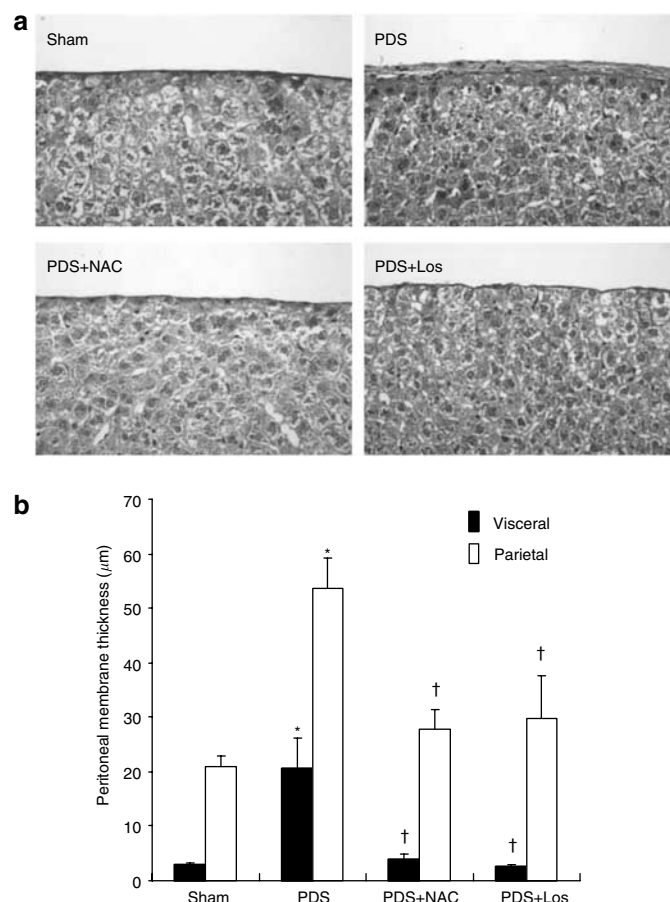 a
Sham
PDS
PDS+NAC
PDS+Los
b
Peritoneal membrane thickness (μm)
70
60
50
40
30
20
10
0
Visceral
Parietal
*
*
†
†
†
†
Sham
PDS
PDS+NAC
PDS+Los